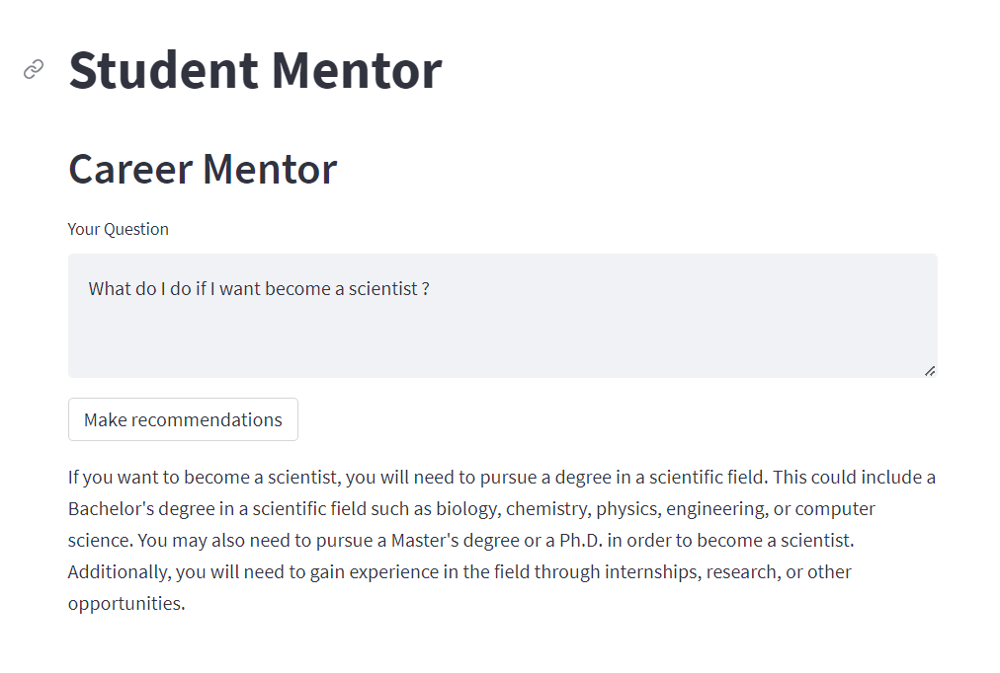 Student Mentor
Career Mentor
Your Question
What do I do if I want become a scientist ?
Make recommendations
If you want to become a scientist, you will need to pursue a degree in a scientific field. This could include a
Bachelor's degree in a scientific field such as biology, chemistry, physics, engineering, or computer
science. You may also need to pursue a Master's degree or a Ph.D. in order to become a scientist.
Additionally, you will need to gain experience in the field through internships, research, or other
opportunities.